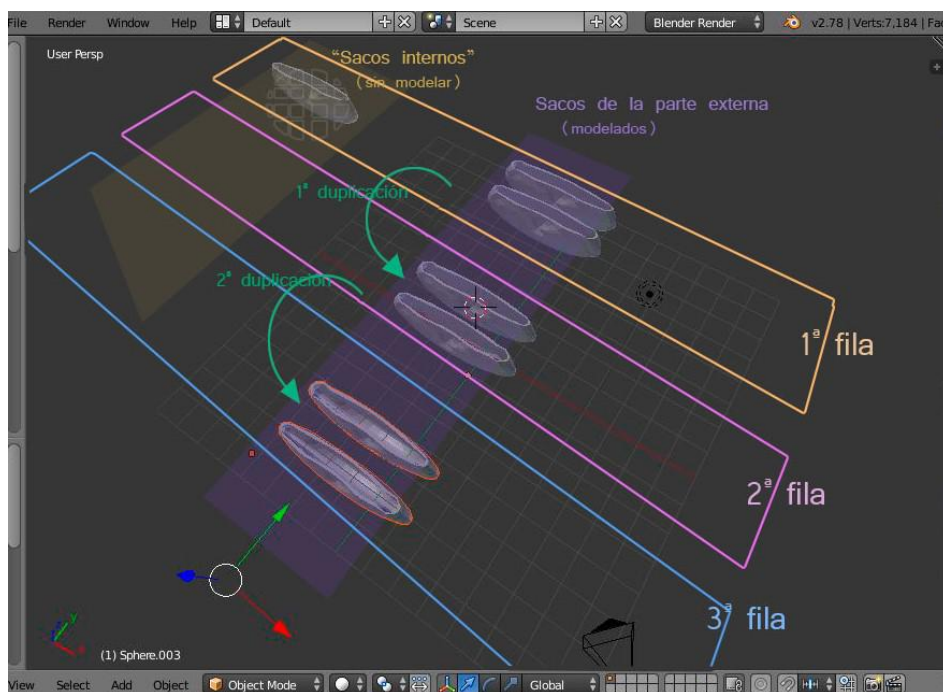 File Render Window Help Default Scene Blender Render v2.78 | Verts:7,184 | Fac
User Persp
“Sacos internos”
(sin modelar)
Sacos de la parte externa
(modelados)
1ª duplicación
2ª duplicación
1ª fila
2ª fila
3ª fila
(1) Sphere.003
View Select Add Object Object Mode Global